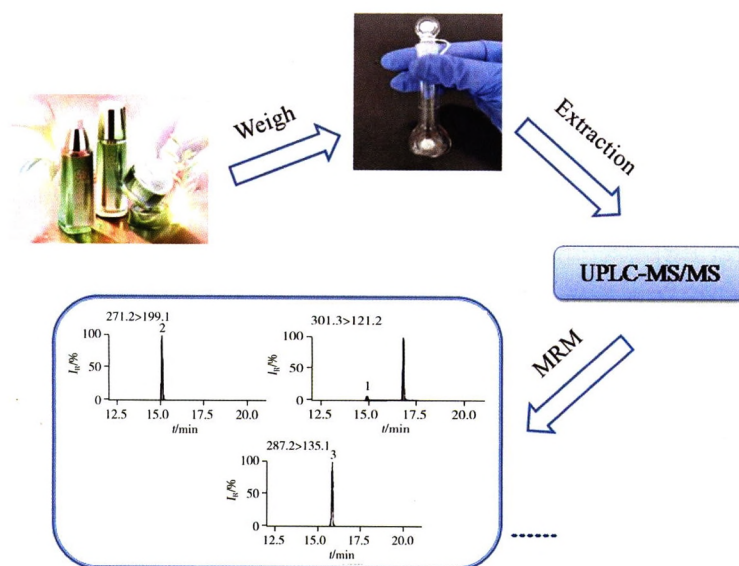 Weigh
Extraction
UPLC-MS/MS
MRM
271.2>199.1
2
100
50
0
I_R/%
12.5 15.0 17.5 20.0
t/min
301.3>121.2
1
100
50
0
I_R/%
12.5 15.0 17.5 20.0
t/min
287.2>135.1
3
100
50
0
I_R/%
12.5 15.0 17.5 20.0
t/min
......